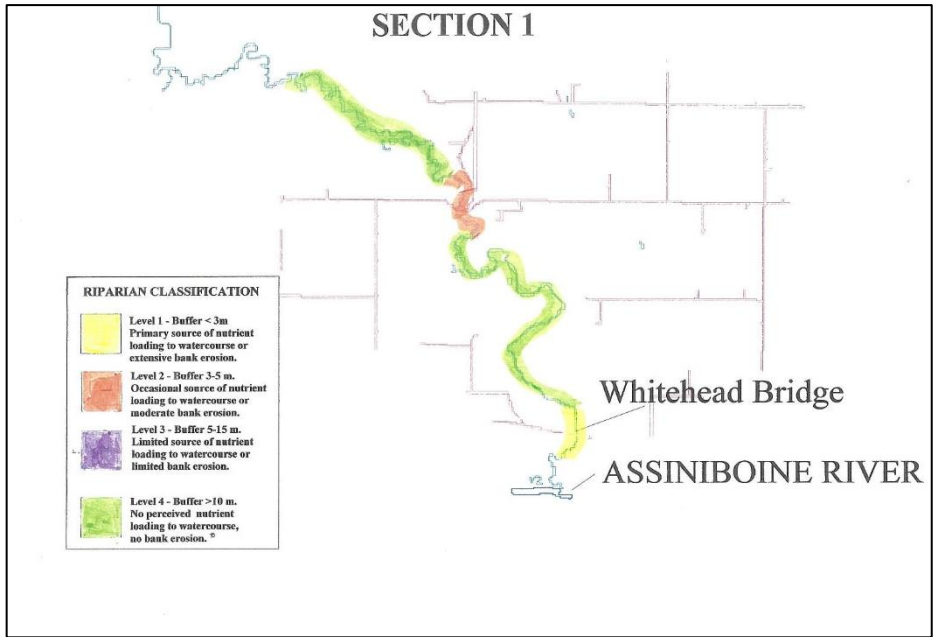 SECTION 1
RIPARIAN CLASSIFICATION
Level 1 - Buffer < 3m
Primary source of nutrient
loading to watercourse or
extensive bank erosion.
Level 2 - Buffer 3-5 m.
Occasional source of nutrient
loading to watercourse or
moderate bank erosion.
Level 3 - Buffer 5-15 m.
Limited source of nutrient
loading to watercourse or
limited bank erosion.
Level 4 - Buffer >10 m.
No perceived nutrient
loading to watercourse,
no bank erosion.
Whitehead Bridge
ASSINIBOINE RIVER